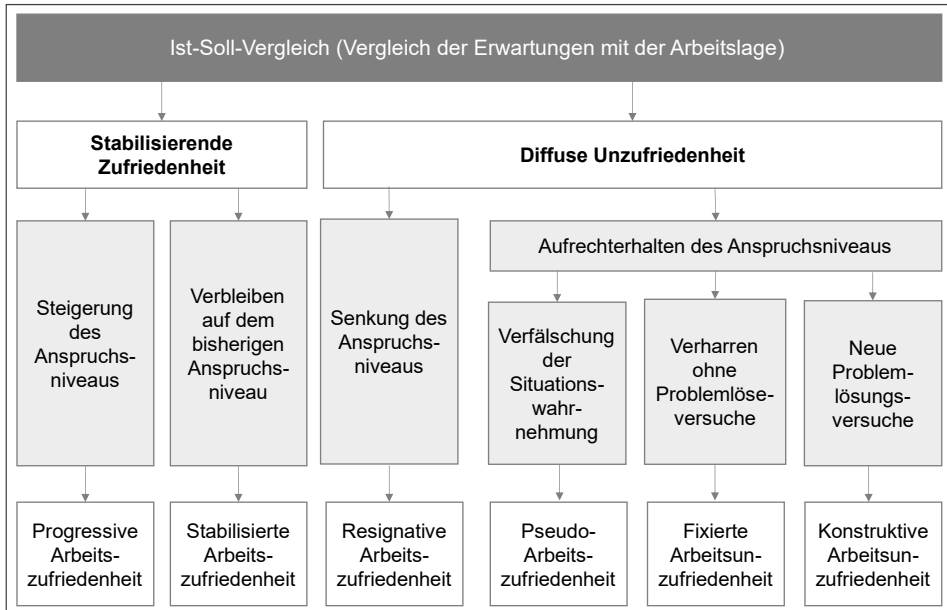 Ist-Soll-Vergleich (Vergleich der Erwartungen mit der Arbeitslage)
Stabilisierende
Zufriedenheit
Diffuse Unzufriedenheit
Aufrechterhalten des Anspruchsniveaus
Steigerung
des
Anspruchs-
niveaus
Verbleiben
auf dem
bisherigen
Anspruchs-
niveau
Senkung des
Anspruchs-
niveaus
Verfälschung
der
Situations-
wahr-
nehmung
Verharren
ohne
Problemlöse-
versuche
Neue
Problem-
lösungs-
versuche
Progressive
Arbeits-
zufriedenheit
Stabilisierte
Arbeits-
zufriedenheit
Resignative
Arbeits-
zufriedenheit
Pseudo-
Arbeits-
zufriedenheit
Fixierte
Arbeitsun-
zufriedenheit
Konstruktive
Arbeitsun-
zufriedenheit